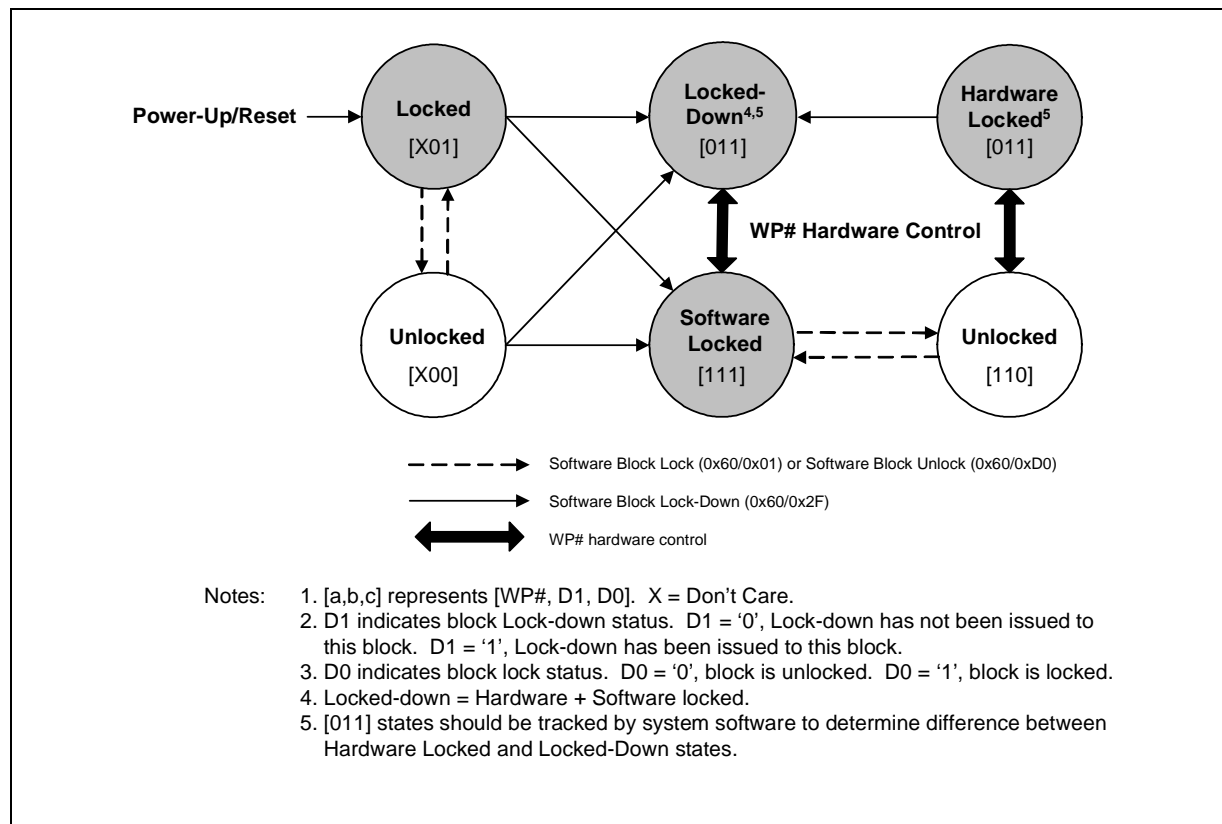 Power-Up/Reset
Locked
[X01]
Locked-
Down4,5
[011]
Hardware
Locked5
[011]
WP# Hardware Control
Unlocked
[X00]
Software
Locked
[111]
Unlocked
[110]
Software Block Lock (0x60/0x01) or Software Block Unlock (0x60/0xD0)
Software Block Lock-Down (0x60/0x2F)
WP# hardware control
Notes: 1. [a,b,c] represents [WP#, D1, D0]. X = Don’t Care.
2. D1 indicates block Lock-down status. D1 = ‘0’, Lock-down has not been issued to
this block. D1 = ‘1’, Lock-down has been issued to this block.
3. D0 indicates block lock status. D0 = ‘0’, block is unlocked. D0 = ‘1’, block is locked.
4. Locked-down = Hardware + Software locked.
5. [011] states should be tracked by system software to determine difference between
Hardware Locked and Locked-Down states.